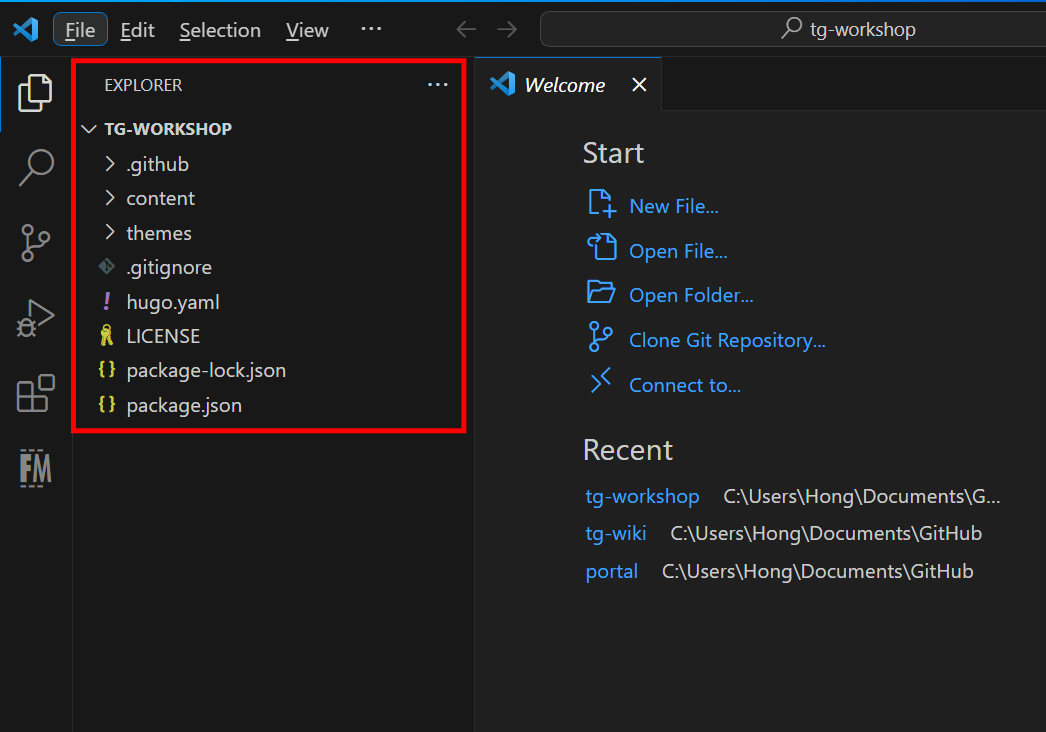 File Edit Selection View ··· tg-workshop
EXPLORER ···
Welcome
TG-WORKSHOP
.github
content
themes
.gitignore
! hugo.yaml
LICENSE
{} package-lock.json
{} package.json
FM
Start
New File...
Open File...
Open Folder...
Clone Git Repository...
Connect to...
Recent
tg-workshop C:\Users\Hong\Documents\G...
tg-wiki C:\Users\Hong\Documents\GitHub
portal C:\Users\Hong\Documents\GitHub